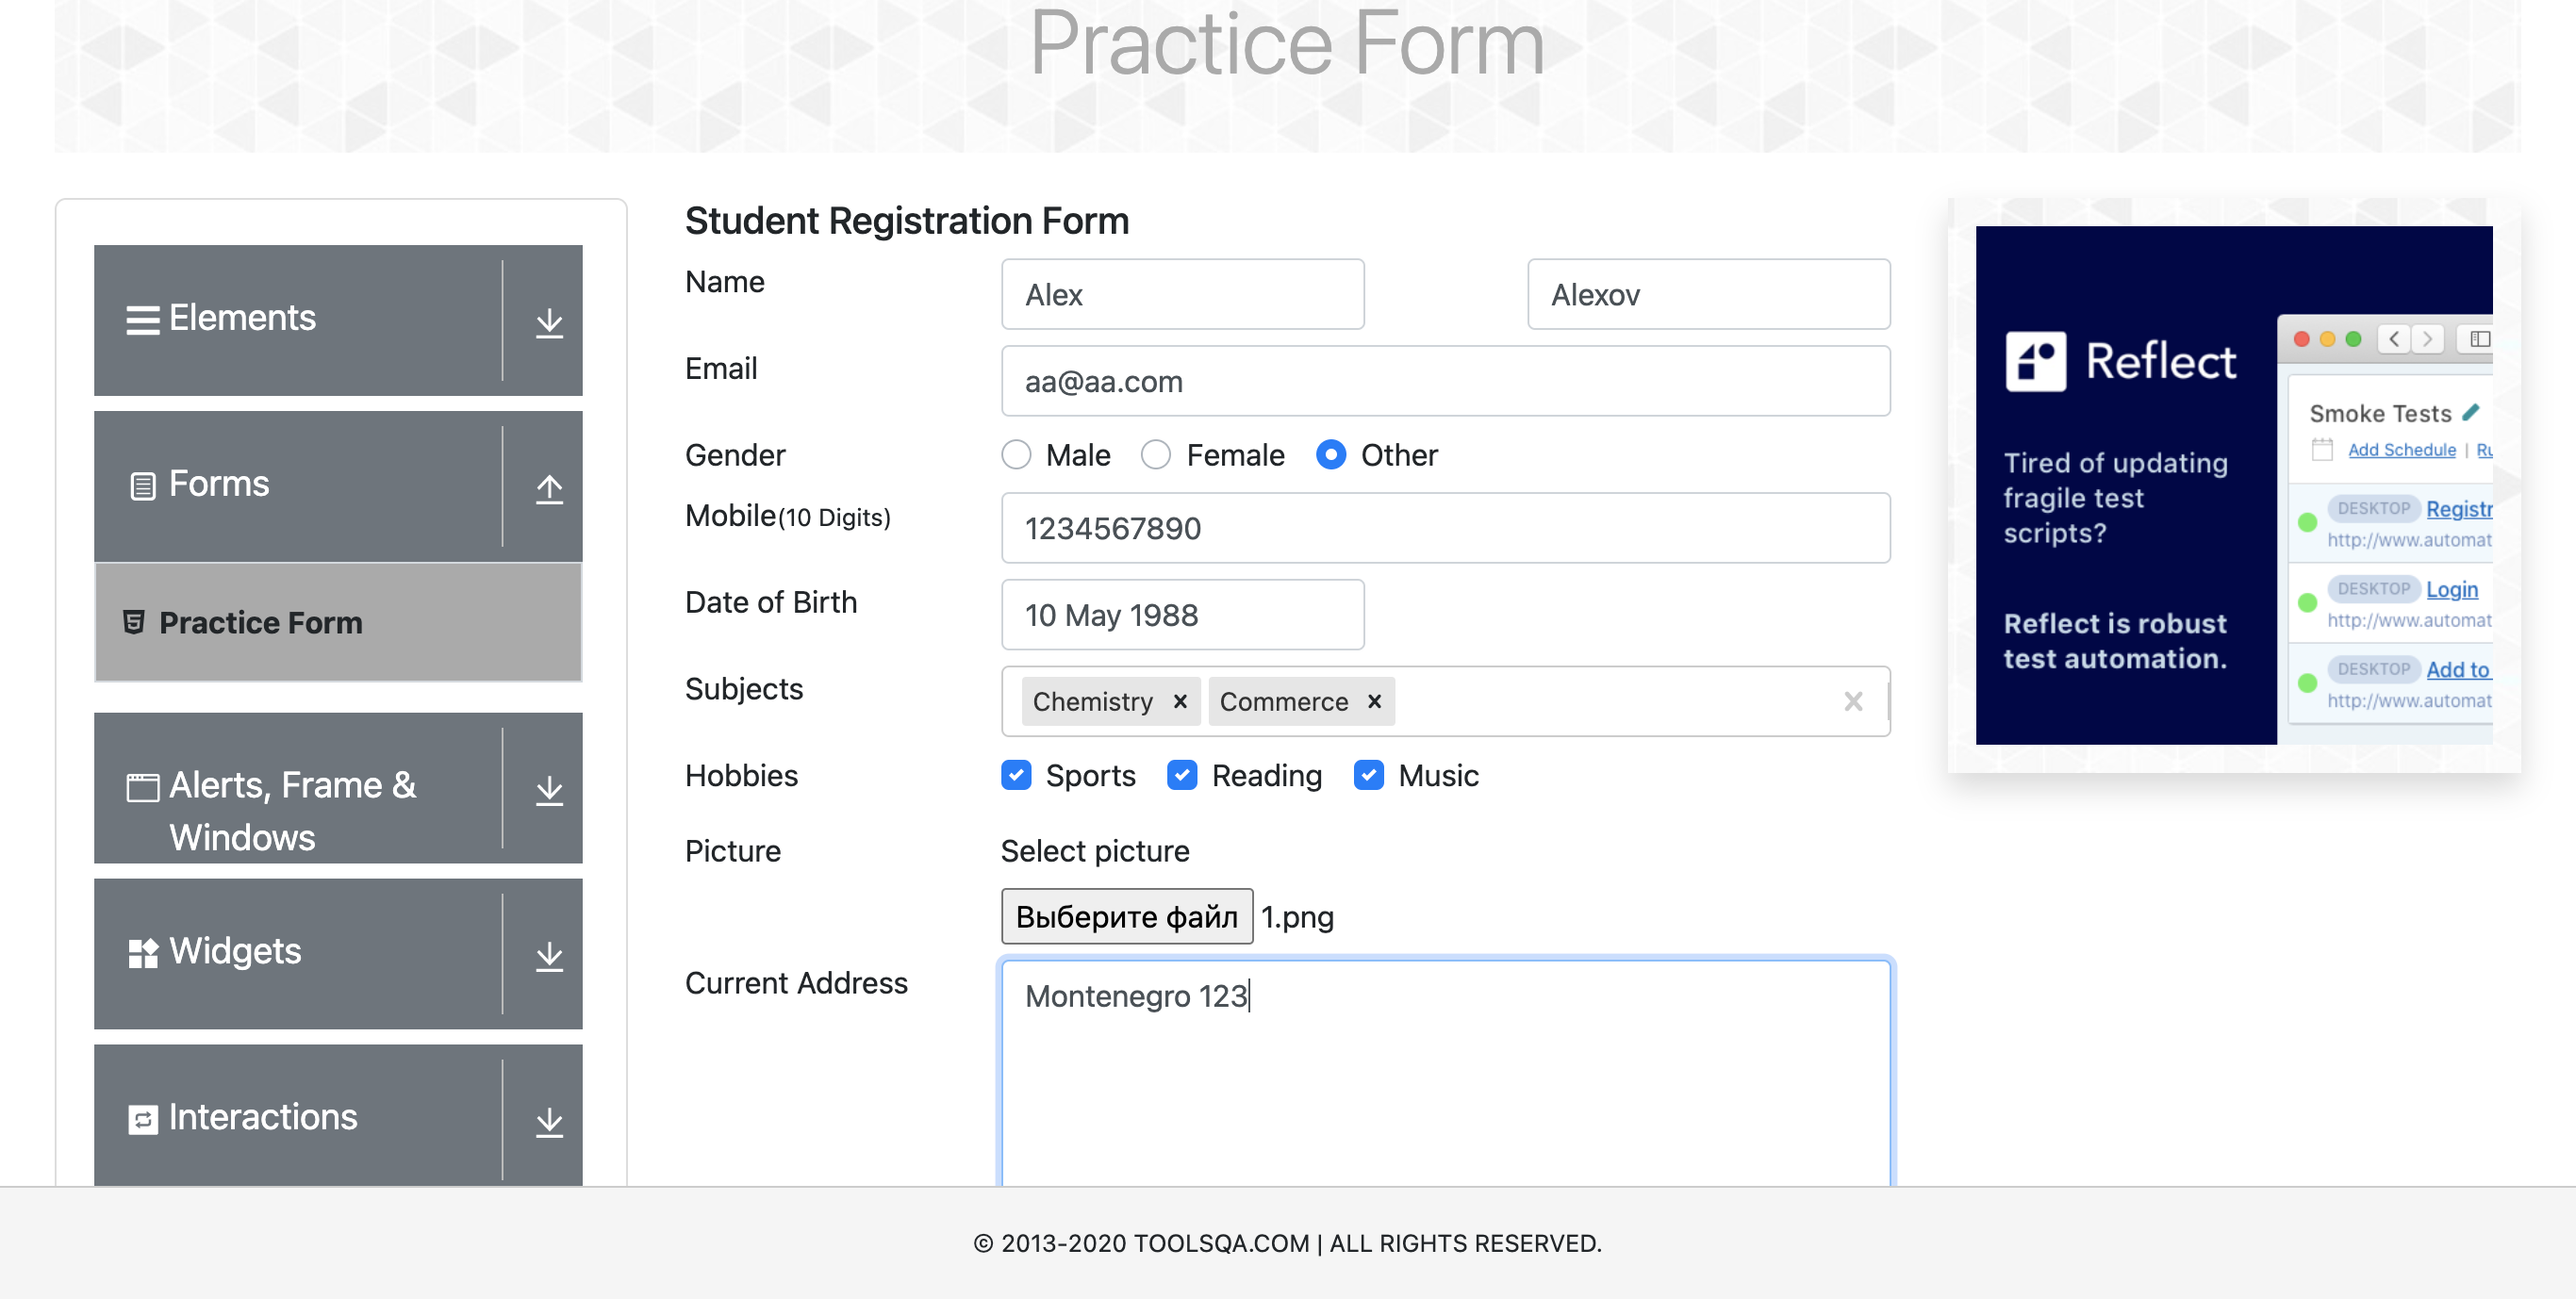 Practice Form
Elements
Forms
Practice Form
Alerts, Frame &
Windows
Widgets
Interactions
Student Registration Form
Name
Alex
Alexov
Email
aa@aa.com
Gender
Male
Female
Other
Mobile(10 Digits)
1234567890
Date of Birth
10 May 1988
Subjects
Chemistry
Commerce
Hobbies
Sports
Reading
Music
Picture
Select picture
Выберите файл 1.png
Current Address
Montenegro 123
Reflect
Tired of updating
fragile test
scripts?
Reflect is robust
test automation.
Smoke Tests
Add Schedule | Ru
DESKTOP Registr
http://www.automat
DESKTOP Login
http://www.automat
DESKTOP Add to
http://www.automat
© 2013-2020 TOOLSQA.COM | ALL RIGHTS RESERVED.